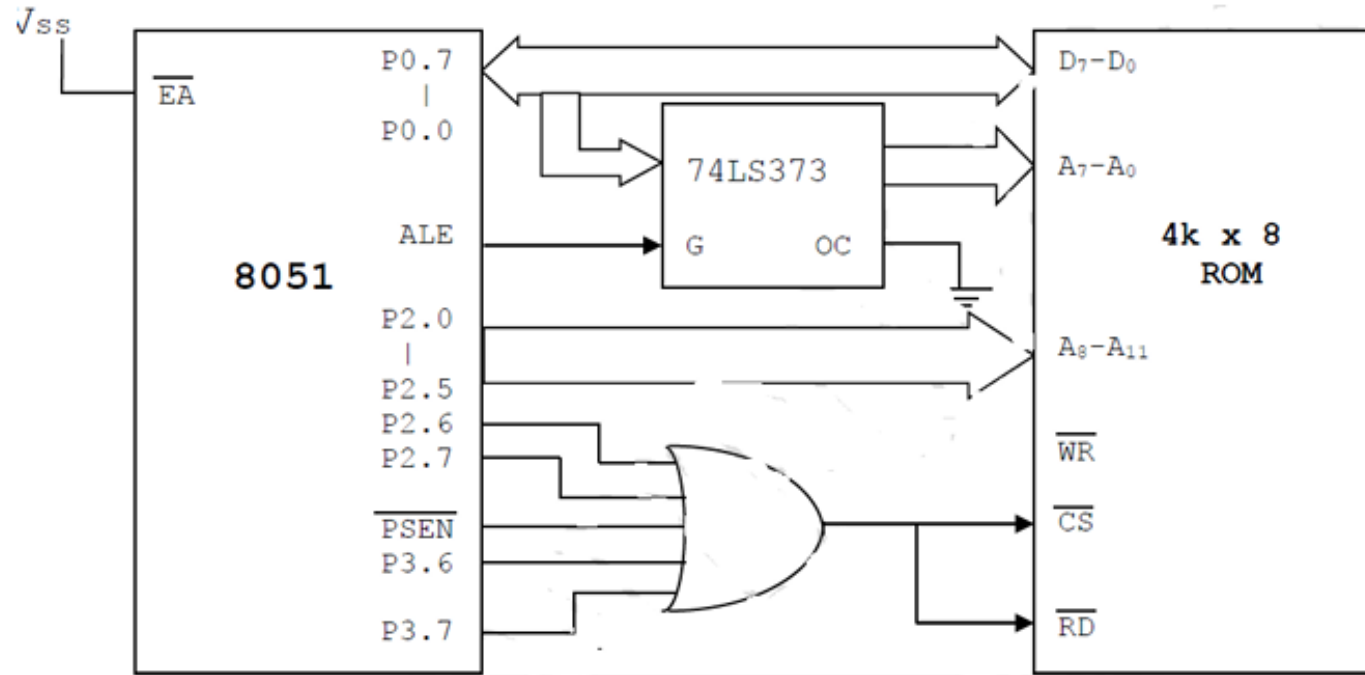 Vss
EA
P0.7
|
P0.0
ALE
8051
P2.0
|
P2.5
P2.6
P2.7
PSEN
P3.6
P3.7
74LS373
G OC
D₇-D₀
A₇-A₀
4k x 8
ROM
A₈-A₁₁
WR
CS
RD